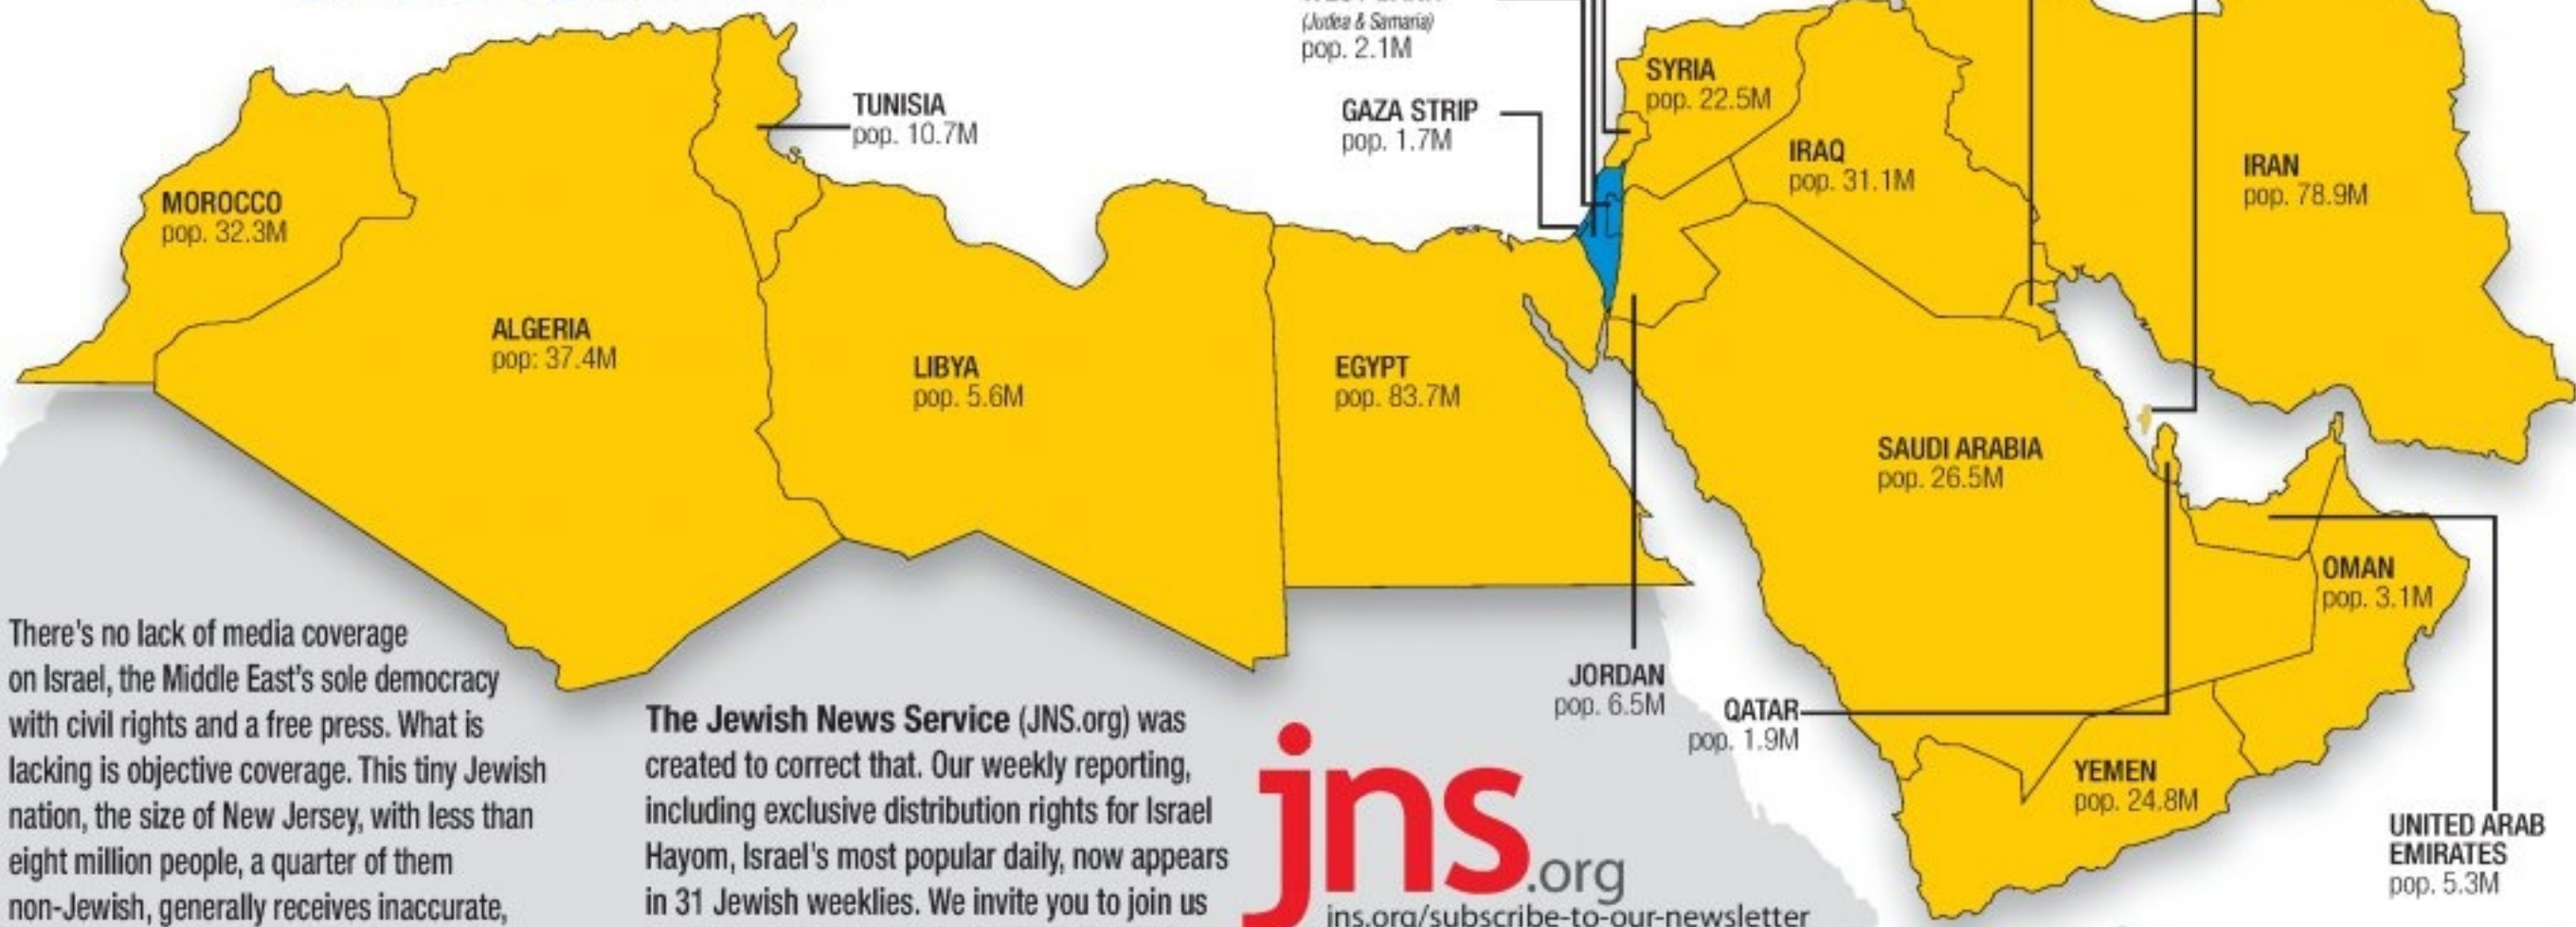 (Judea & Samaria)
pop. 2.1M
SYRIA
pop. 22.5M
TUNISIA
pop. 10.7M
GAZA STRIP
pop. 1.7M
IRAQ
pop. 31.1M
IRAN
pop. 78.9M
MOROCCO
pop. 32.3M
ALGERIA
pop: 37.4M
LIBYA
pop. 5.6M
EGYPT
pop. 83.7M
SAUDI ARABIA
pop. 26.5M
OMAN
pop. 3.1M
JORDAN
pop. 6.5M
QATAR
pop. 1.9M
YEMEN
pop. 24.8M
UNITED ARAB
EMIRATES
pop. 5.3M
There's no lack of media coverage
on Israel, the Middle East's sole democracy
with civil rights and a free press. What is
lacking is objective coverage. This tiny Jewish
nation, the size of New Jersey, with less than
eight million people, a quarter of them
non-Jewish, generally receives inaccurate,
The Jewish News Service (JNS.org) was
created to correct that. Our weekly reporting,
including exclusive distribution rights for Israel
Hayom, Israel's most popular daily, now appears
in 31 Jewish weeklies. We invite you to join us
jns.org
jns.org/subscribe-to-our-newsletter